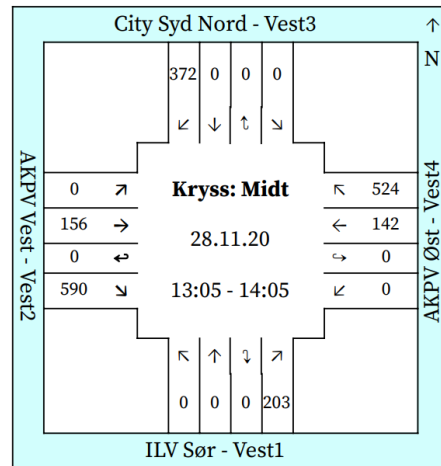 City Syd Nord - Vest3
↑
N
372 0 0 0
↙ ↓ ⮏ ↘
AKPV Vest - Vest2
0 ↗
156 →
0 ↩
590 ↘
Kryss: Midt
28.11.20
13:05 - 14:05
↖ 524
← 142
↪ 0
↙ 0
AKPV Øst - Vest4
↖ ↑ ⮎ ↗
0 0 0 203
ILV Sør - Vest1